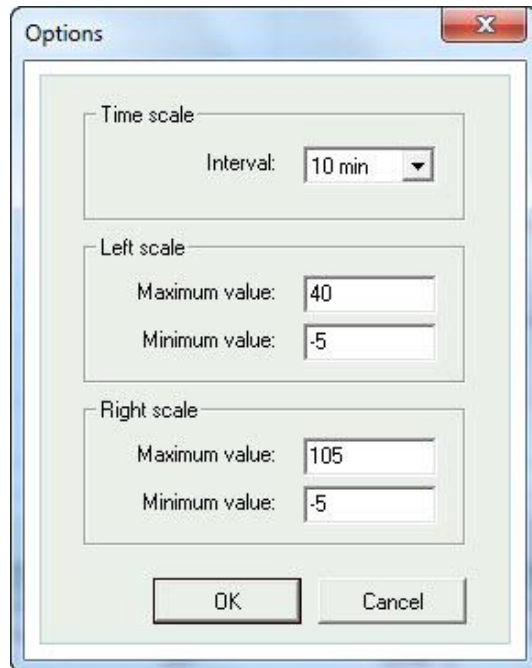 Options
Time scale
Interval: 10 min
Left scale
Maximum value: 40
Minimum value: -5
Right scale
Maximum value: 105
Minimum value: -5
OK Cancel